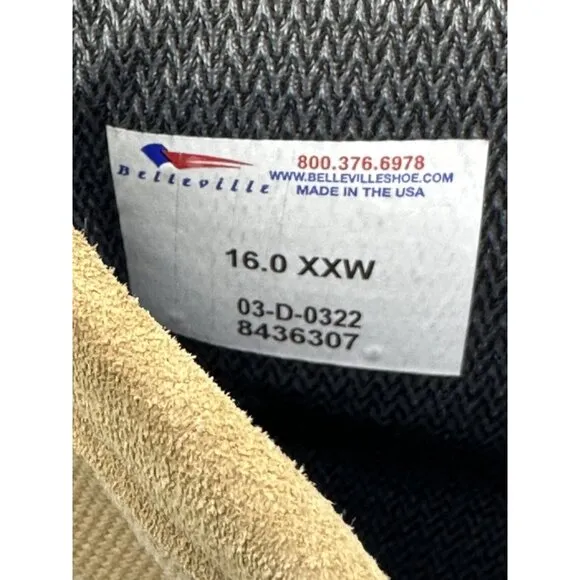 Belleville
800.376.6978
WWW.BELLEVILLESHOE.COM
MADE IN THE USA
16.0 XXW
03-D-0322
8436307